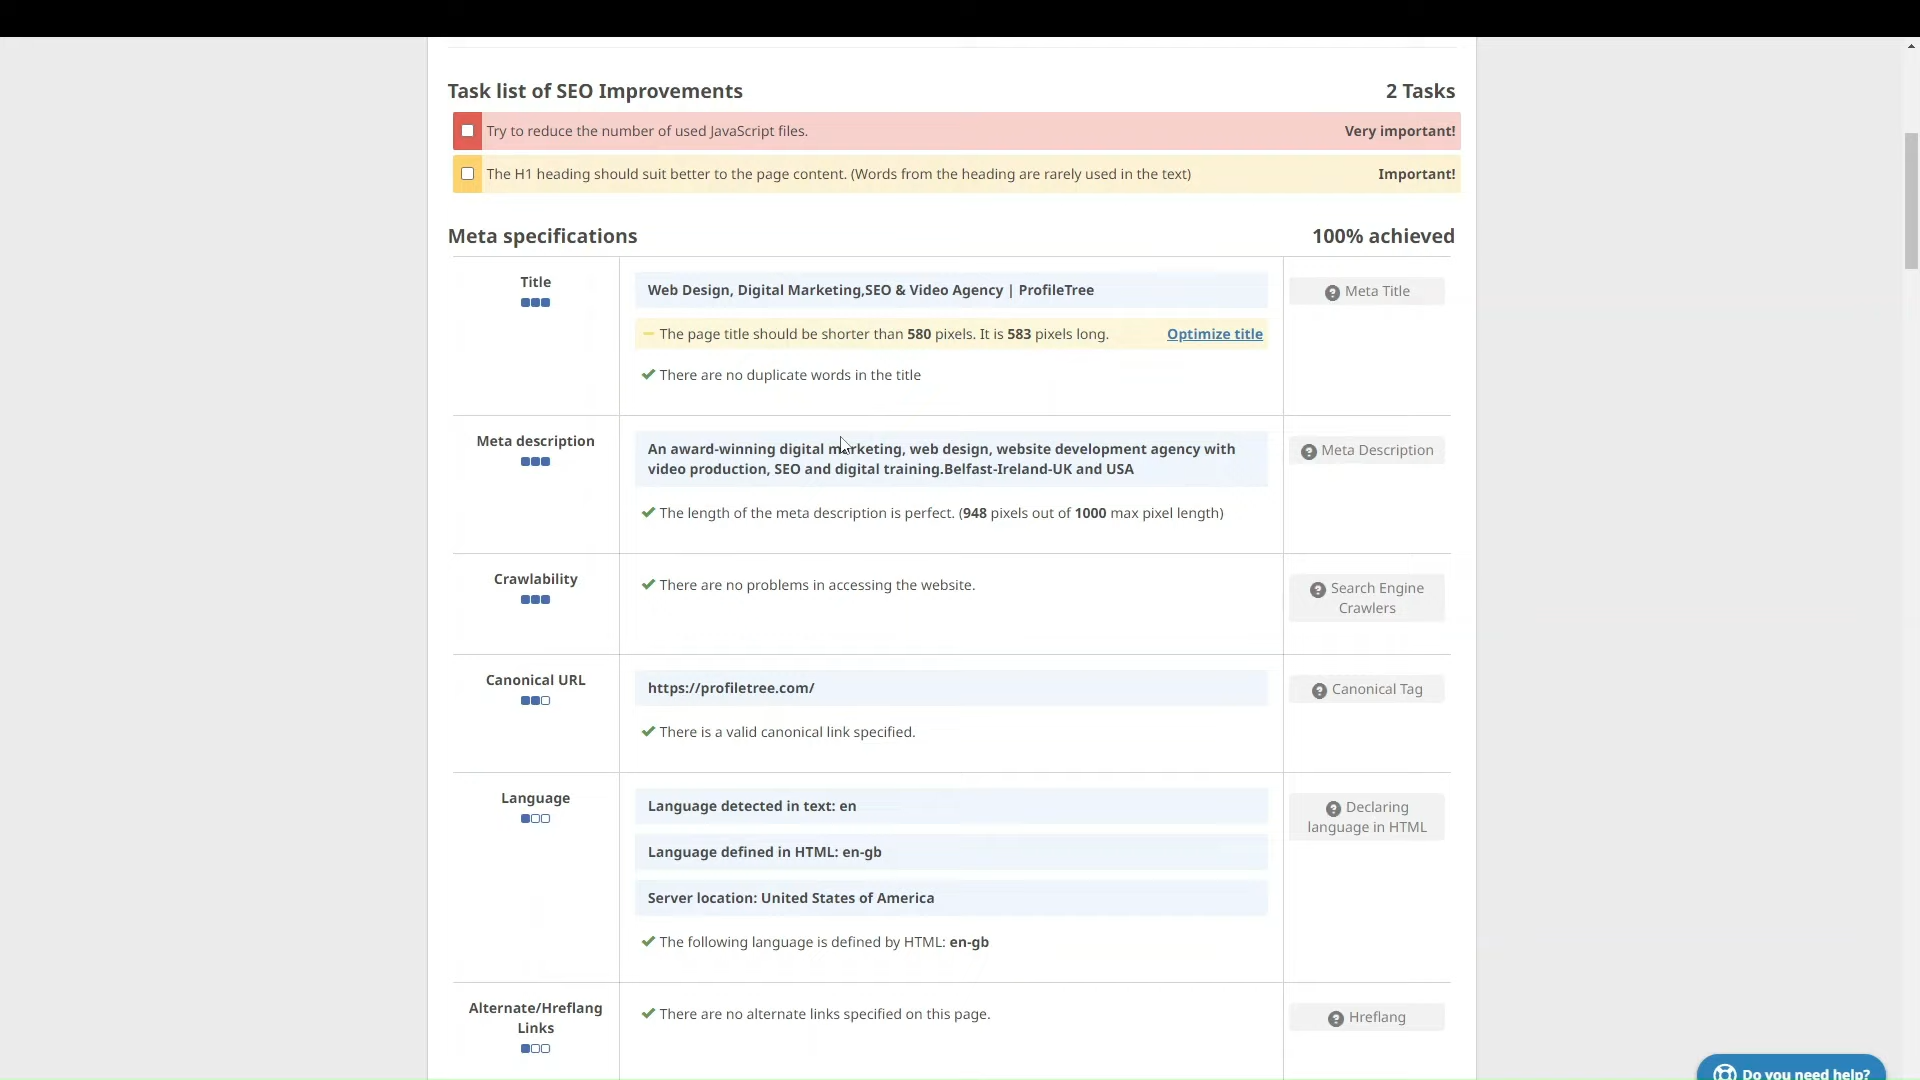 Task list of SEO Improvements 2 Tasks
Try to reduce the number of used JavaScript files. Very important!
The H1 heading should suit better to the page content. (Words from the heading are rarely used in the text) Important!
Meta specifications 100% achieved
Title
Web Design, Digital Marketing,SEO & Video Agency | ProfileTree
Meta Title
The page title should be shorter than 580 pixels. It is 583 pixels long. Optimize title
There are no duplicate words in the title
Meta description
An award-winning digital marketing, web design, website development agency with
video production, SEO and digital training.Belfast-Ireland-UK and USA
Meta Description
The length of the meta description is perfect. (948 pixels out of 1000 max pixel length)
Crawlability
There are no problems in accessing the website.
Search Engine
Crawlers
Canonical URL
https://profiletree.com/
Canonical Tag
There is a valid canonical link specified.
Language
Language detected in text: en
Declaring
language in HTML
Language defined in HTML: en-gb
Server location: United States of America
The following language is defined by HTML: en-gb
Alternate/Hreflang
Links
There are no alternate links specified on this page.
Hreflang
Do you need help?